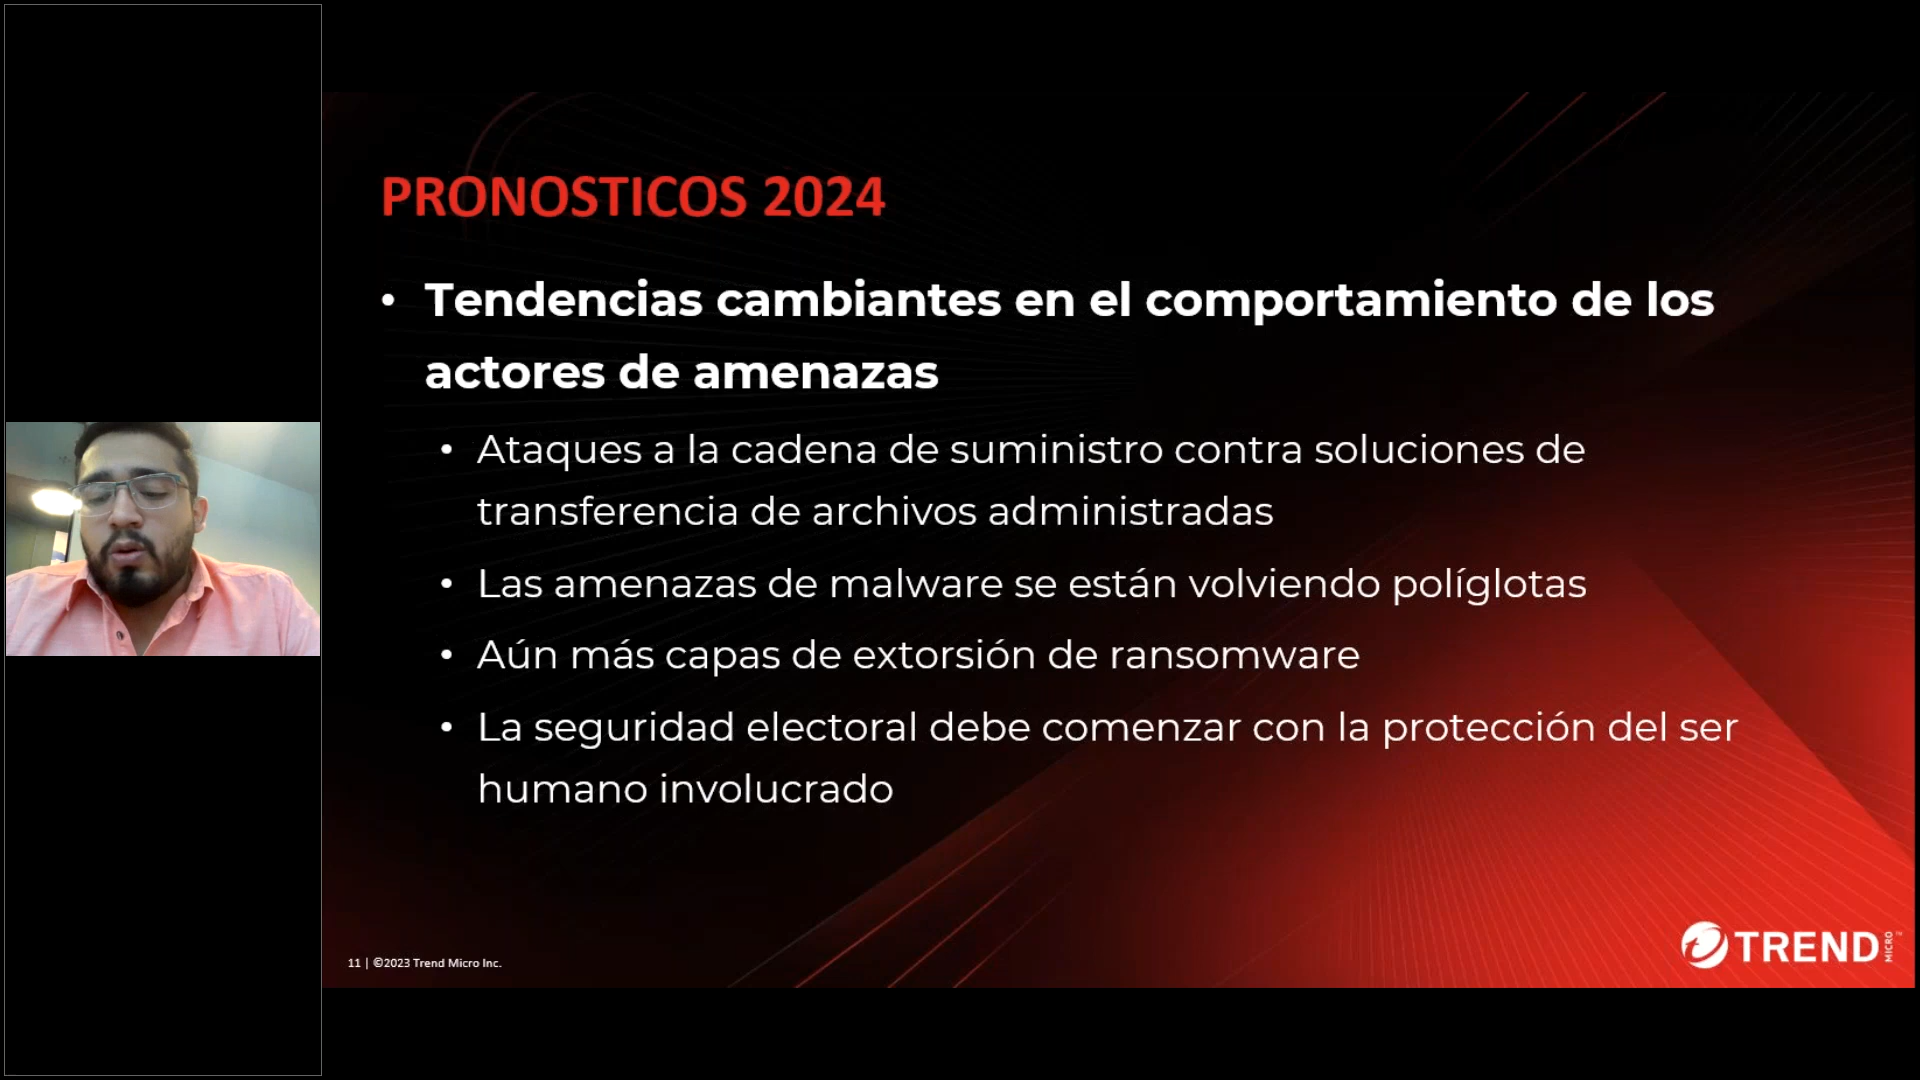 PRONOSTICOS 2024
• Tendencias cambiantes en el comportamiento de los
actores de amenazas
• Ataques a la cadena de suministro contra soluciones de
transferencia de archivos administradas
• Las amenazas de malware se están volviendo políglotas
• Aún más capas de extorsión de ransomware
• La seguridad electoral debe comenzar con la protección del ser
humano involucrado
11 | ©2023 Trend Micro Inc.
TREND MICRO™